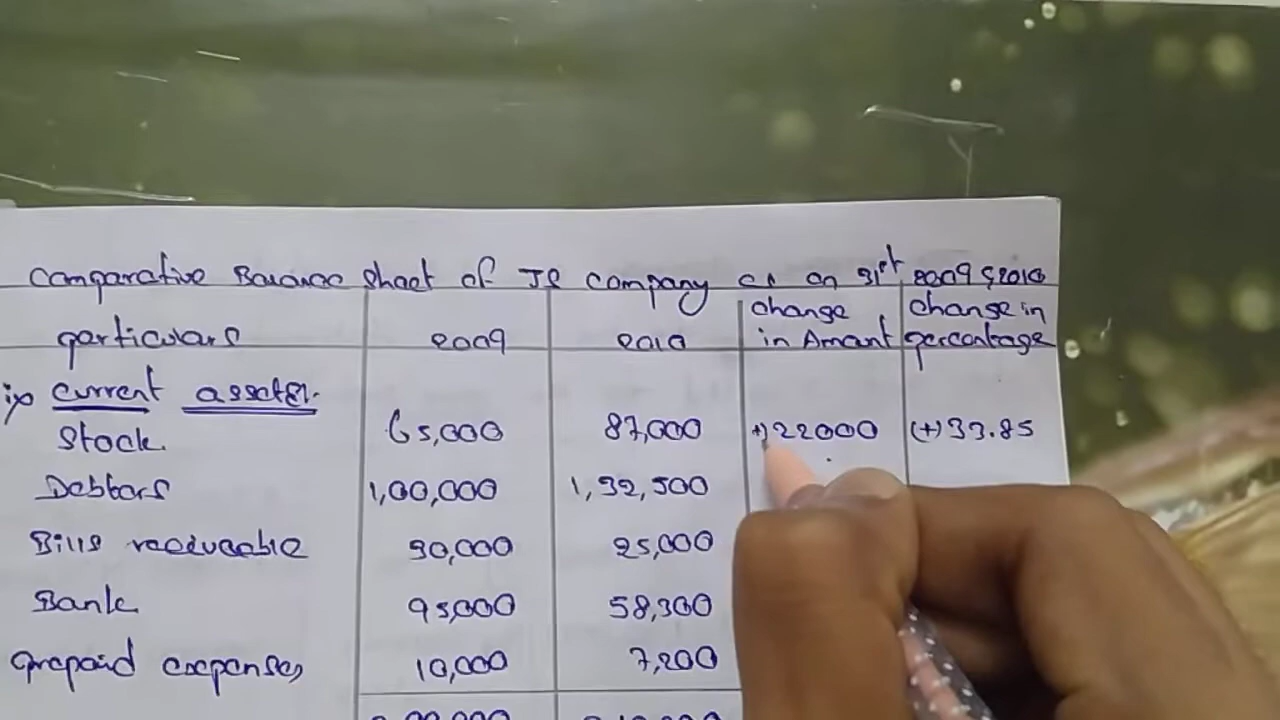 Comparative Balance Sheet of JP Company as on 31st 2009 & 2010
particulars 2009 2010 change in Amount change in percentage
current assets.
Stock 65,000 87,000 (+)22000 (+)33.85
Debtors 1,00,000 1,32,500
Bills receivable 30,000 25,000
Bank 95,000 58,300
prepaid expenses 10,000 7,200